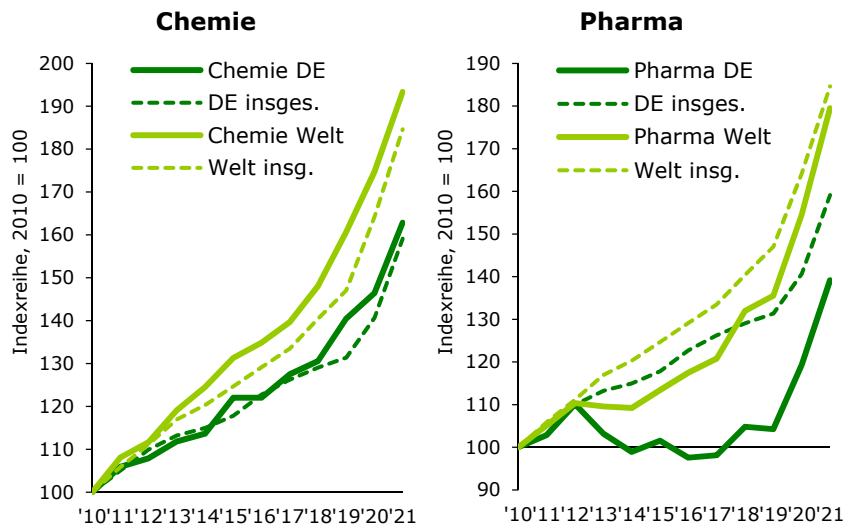 Chemie
Indexreihe, 2010 = 100
200
190
180
170
160
150
140
130
120
110
100
Chemie DE
DE insges.
Chemie Welt
Welt insg.
'10'11'12'13'14'15'16'17'18'19'20'21
Pharma
Indexreihe, 2010 = 100
190
180
170
160
150
140
130
120
110
100
90
Pharma DE
DE insges.
Pharma Welt
Welt insg.
'10'11'12'13'14'15'16'17'18'19'20'21